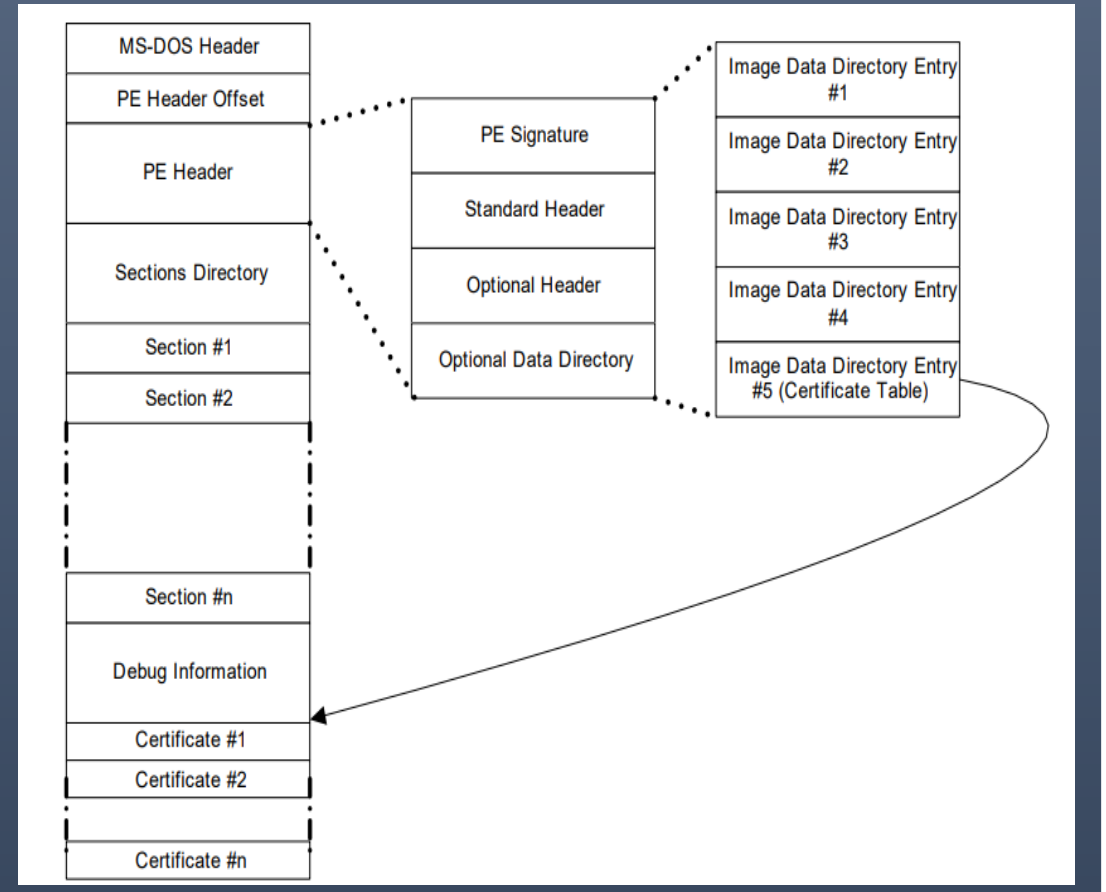 MS-DOS Header
PE Header Offset
PE Header
Sections Directory
Section #1
Section #2
Section #n
Debug Information
Certificate #1
Certificate #2
Certificate #n
PE Signature
Standard Header
Optional Header
Optional Data Directory
Image Data Directory Entry
#1
Image Data Directory Entry
#2
Image Data Directory Entry
#3
Image Data Directory Entry
#4
Image Data Directory Entry
#5 (Certificate Table)